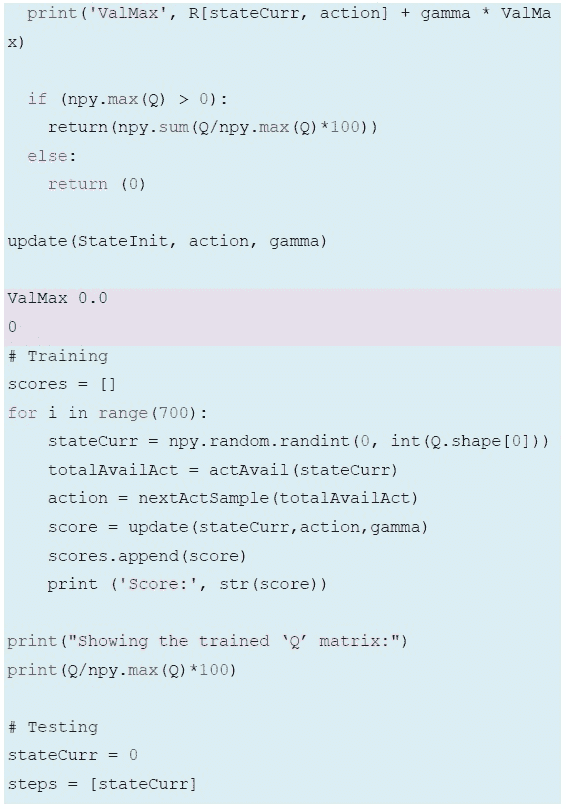 print('ValMax', R[stateCurr, action] + gamma * ValMa
x)
if (npy.max(Q) > 0):
return(npy.sum(Q/npy.max(Q)*100))
else:
return (0)
update(StateInit, action, gamma)
ValMax 0.0
0
# Training
scores = []
for i in range(700):
stateCurr = npy.random.randint(0, int(Q.shape[0]))
totalAvailAct = actAvail(stateCurr)
action = nextActSample(totalAvailAct)
score = update(stateCurr,action,gamma)
scores.append(score)
print ('Score:', str(score))
print("Showing the trained ‘Q’ matrix:")
print(Q/npy.max(Q)*100)
# Testing
stateCurr = 0
steps = [stateCurr]